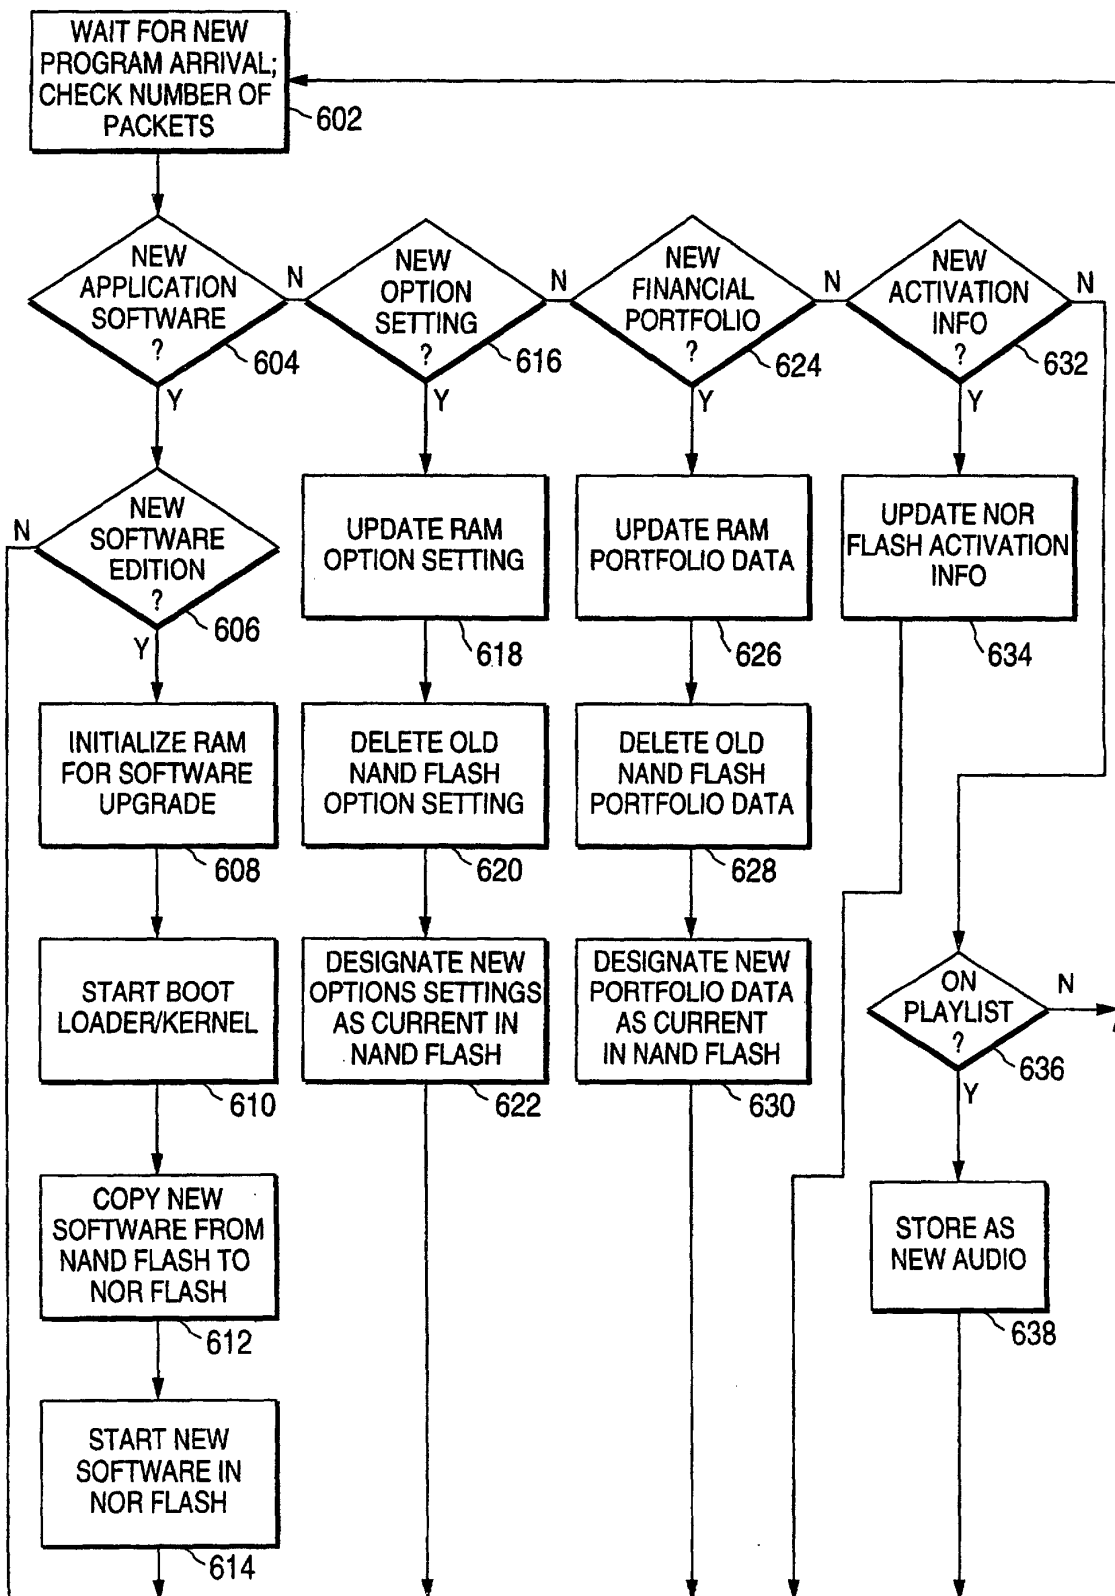 WAIT FOR NEW
PROGRAM ARRIVAL;
CHECK NUMBER OF
PACKETS
602
NEW
APPLICATION
SOFTWARE
?
604
N
Y
NEW
OPTION
SETTING
?
616
N
Y
NEW
FINANCIAL
PORTFOLIO
?
624
N
Y
NEW
ACTIVATION
INFO
?
632
N
Y
NEW
SOFTWARE
EDITION
?
606
N
Y
UPDATE RAM
OPTION SETTING
618
UPDATE RAM
PORTFOLIO DATA
626
UPDATE NOR
FLASH ACTIVATION
INFO
634
INITIALIZE RAM
FOR SOFTWARE
UPGRADE
608
DELETE OLD
NAND FLASH
OPTION SETTING
620
DELETE OLD
NAND FLASH
PORTFOLIO DATA
628
START BOOT
LOADER/KERNEL
610
DESIGNATE NEW
OPTIONS SETTINGS
AS CURRENT IN
NAND FLASH
622
DESIGNATE NEW
PORTFOLIO DATA
AS CURRENT
IN NAND FLASH
630
ON
PLAYLIST
?
636
N
Y
COPY NEW
SOFTWARE FROM
NAND FLASH TO
NOR FLASH
612
STORE AS
NEW AUDIO
638
START NEW
SOFTWARE IN
NOR FLASH
614